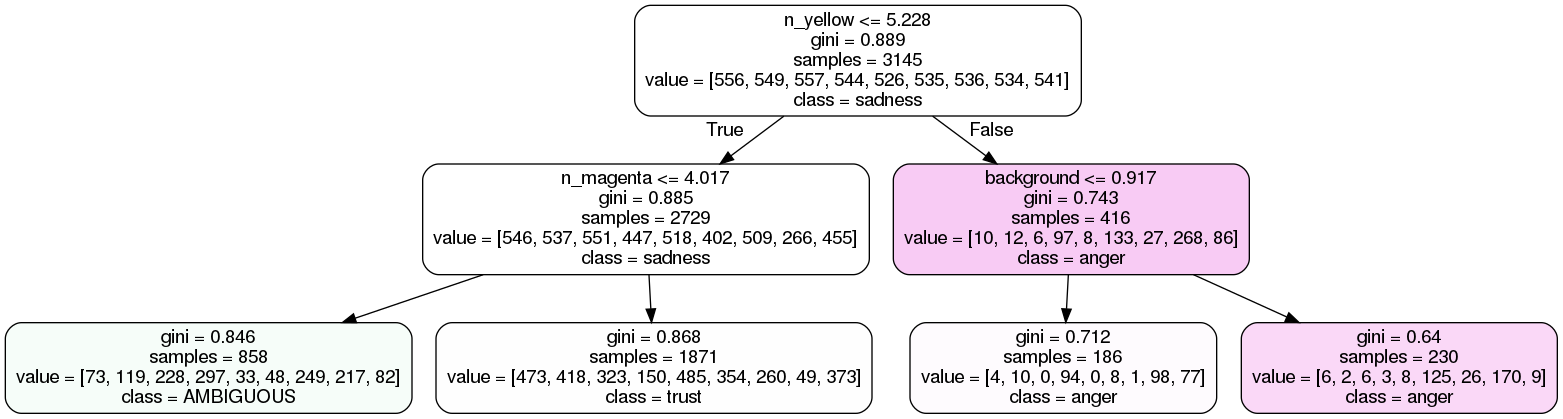 n_yellow <= 5.228
gini = 0.889
samples = 3145
value = [556, 549, 557, 544, 526, 535, 536, 534, 541]
class = sadness
True
False
n_magenta <= 4.017
gini = 0.885
samples = 2729
value = [546, 537, 551, 447, 518, 402, 509, 266, 455]
class = sadness
background <= 0.917
gini = 0.743
samples = 416
value = [10, 12, 6, 97, 8, 133, 27, 268, 86]
class = anger
gini = 0.846
samples = 858
value = [73, 119, 228, 297, 33, 48, 249, 217, 82]
class = AMBIGUOUS
gini = 0.868
samples = 1871
value = [473, 418, 323, 150, 485, 354, 260, 49, 373]
class = trust
gini = 0.712
samples = 186
value = [4, 10, 0, 94, 0, 8, 1, 98, 77]
class = anger
gini = 0.64
samples = 230
value = [6, 2, 6, 3, 8, 125, 26, 170, 9]
class = anger